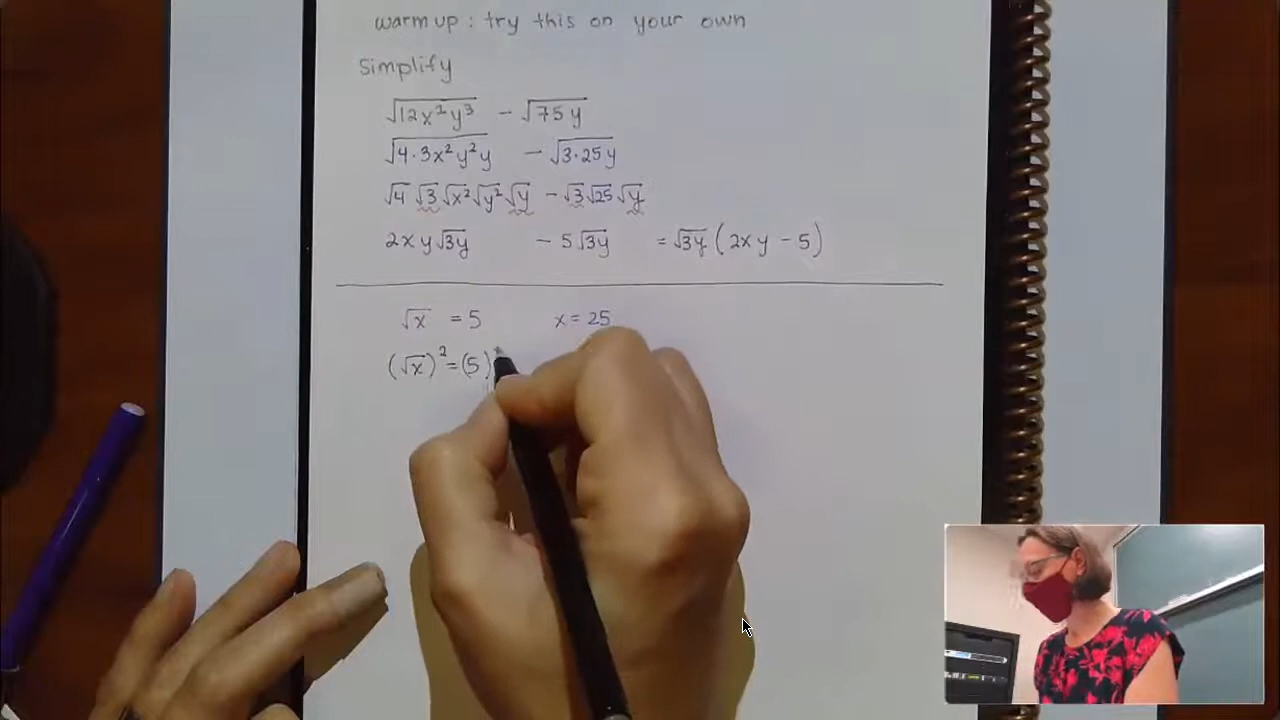 warm up : try this on your own
Simplify
√12x²y³ - √75y
√4·3x²y²y - √3·25y
√4 √3 √x² √y² √y - √3 √25 √y
2xy√3y - 5√3y = √3y (2xy - 5)
√x = 5 x = 25
(√x)² = (5)